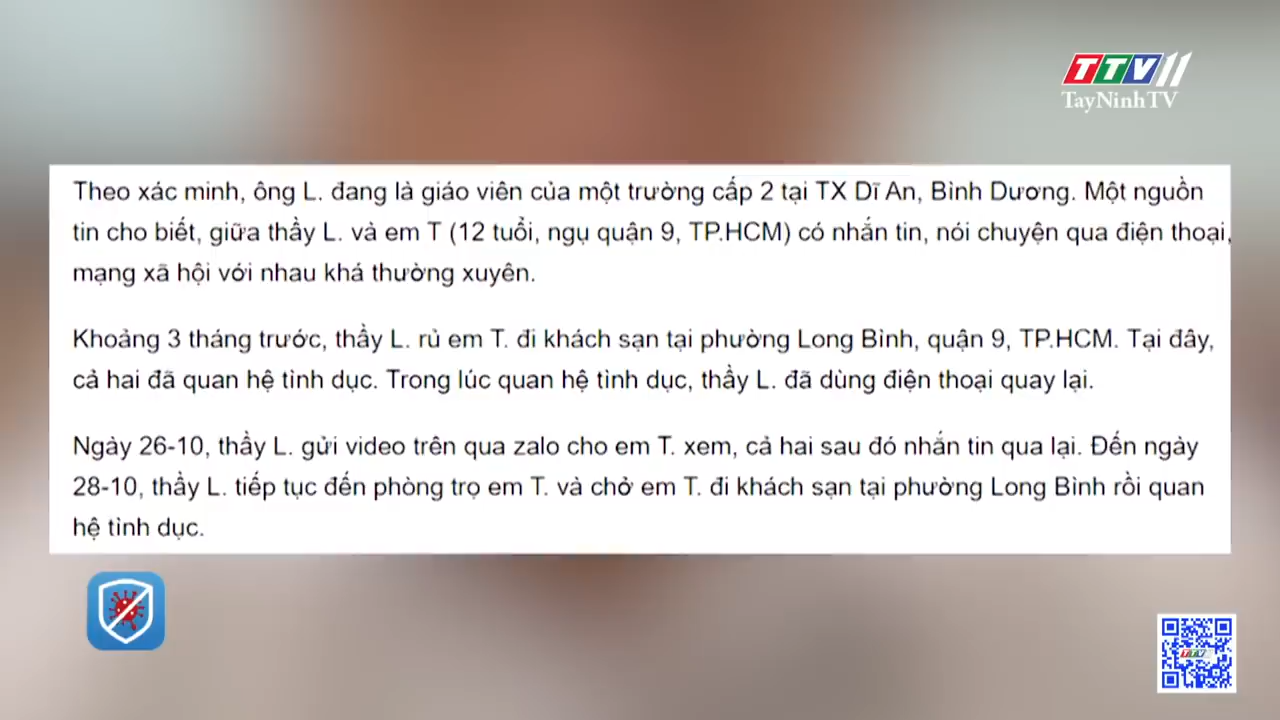 TTV11
TayNinhTV
Theo xác minh, ông L. đang là giáo viên của một trường cấp 2 tại TX Dĩ An, Bình Dương. Một nguồn
tin cho biết, giữa thầy L. và em T (12 tuổi, ngụ quận 9, TP.HCM) có nhắn tin, nói chuyện qua điện thoại,
mạng xã hội với nhau khá thường xuyên.
Khoảng 3 tháng trước, thầy L. rủ em T. đi khách sạn tại phường Long Bình, quận 9, TP.HCM. Tại đây,
cả hai đã quan hệ tình dục. Trong lúc quan hệ tình dục, thầy L. đã dùng điện thoại quay lại.
Ngày 26-10, thầy L. gửi video trên qua zalo cho em T. xem, cả hai sau đó nhắn tin qua lại. Đến ngày
28-10, thầy L. tiếp tục đến phòng trọ em T. và chở em T. đi khách sạn tại phường Long Bình rồi quan
hệ tình dục.
TTV